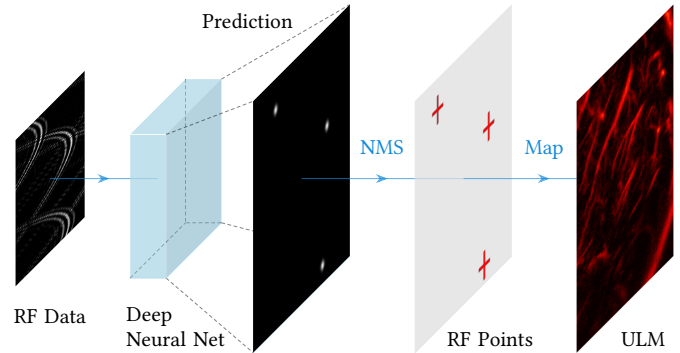 Prediction
NMS
Map
RF Data
Deep
Neural Net
RF Points
ULM